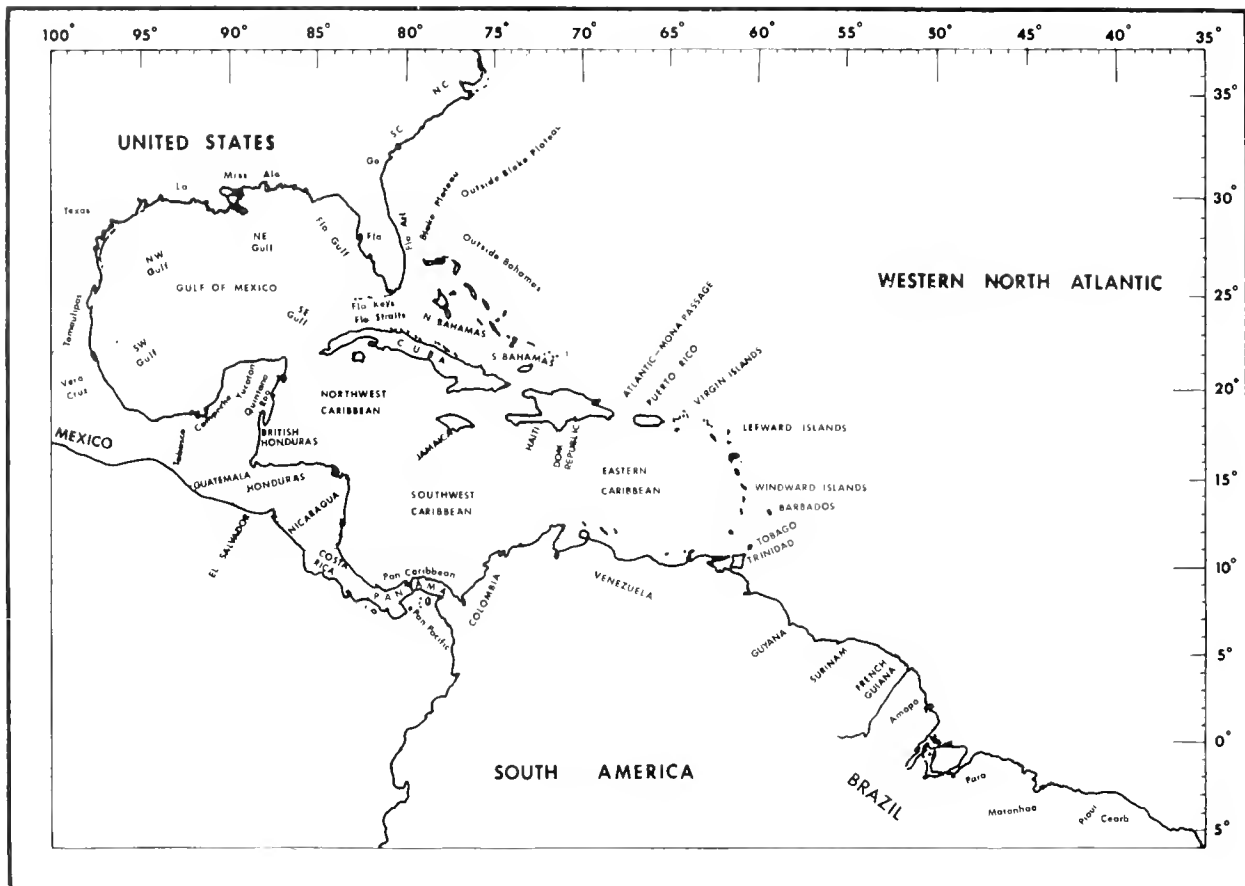 100° 95° 90° 85° 80° 75° 70° 65° 60° 55° 50° 45° 40° 35°
35°
30°
25°
20°
15°
10°
5°
0°
5°
UNITED STATES
N C
S C
Ga
Miss
Ala
La
Texas
Fla Gulf
Fla
Fla Atl
Blake Plateau
Outside Blake Plateau
Outside Bahamas
NE
Gulf
NW
Gulf
GULF OF MEXICO
SE
Gulf
SW
Gulf
WESTERN NORTH ATLANTIC
Tamaulipas
Vera
Cruz
Fla Keys
Fla Straits
N BAHAMAS
S BAHAMAS
CUBA
ATLANTIC-MONA PASSAGE
PUERTO RICO
VIRGIN ISLANDS
Yucatan
Quintana
Roo
Campeche
Tabasco
MEXICO
NORTHWEST
CARIBBEAN
BRITISH
HONDURAS
JAMAICA
HAITI
DOM
REPUBLIC
LEEWARD ISLANDS
GUATEMALA
HONDURAS
EASTERN
CARIBBEAN
SOUTHWEST
CARIBBEAN
WINDWARD ISLANDS
BARBADOS
NICARAGUA
EL SALVADOR
TOBAGO
TRINIDAD
COSTA
RICA
Pan Caribbean
PANAMA
Pan Pacific
COLOMBIA
VENEZUELA
GUYANA
SURINAM
FRENCH
GUIANA
Amapa
SOUTH AMERICA
BRAZIL
Para
Maranhao
Piaui
Ceará